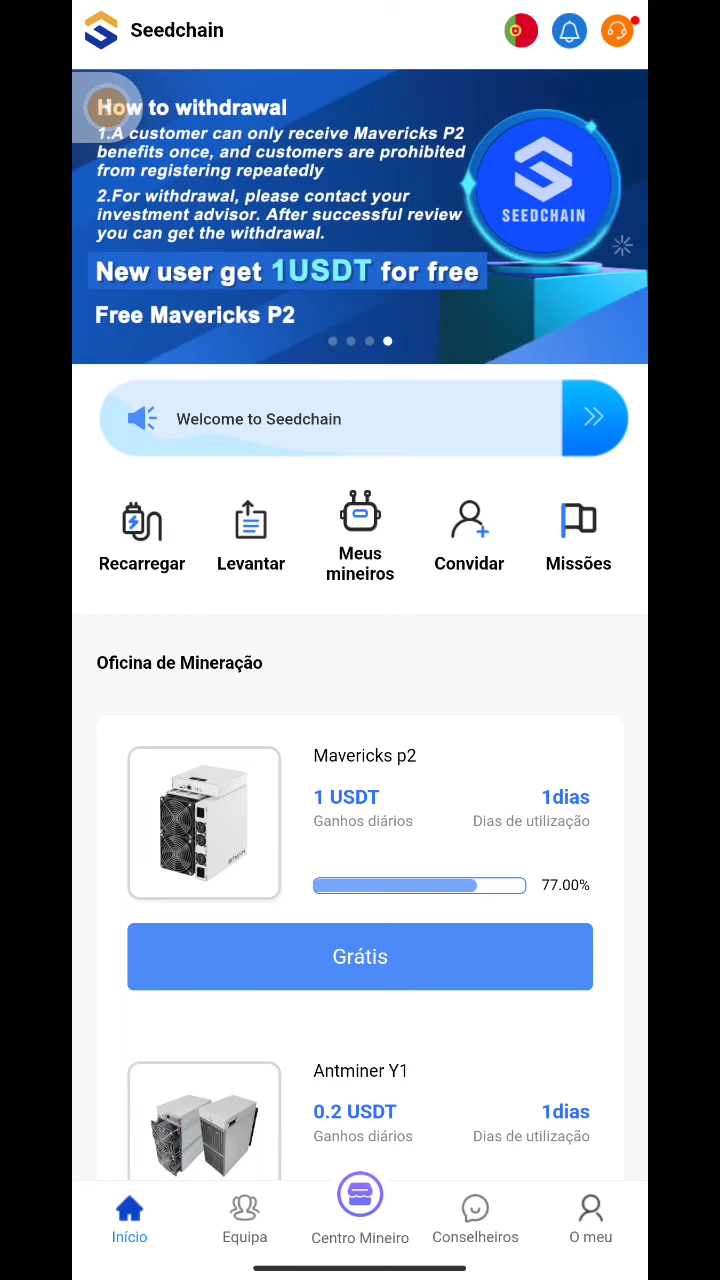 Seedchain
How to withdrawal
1.A customer can only receive Mavericks P2
benefits once, and customers are prohibited
from registering repeatedly
2.For withdrawal, please contact your
investment advisor. After successful review
you can get the withdrawal.
SEEDCHAIN
New user get 1USDT for free
Free Mavericks P2
Welcome to Seedchain
Recarregar
Levantar
Meus
mineiros
Convidar
Missões
Oficina de Mineração
Mavericks p2
1 USDT
1dias
Ganhos diários
Dias de utilização
77.00%
Grátis
Antminer Y1
0.2 USDT
1dias
Ganhos diários
Dias de utilização
Início
Equipa
Centro Mineiro
Conselheiros
O meu